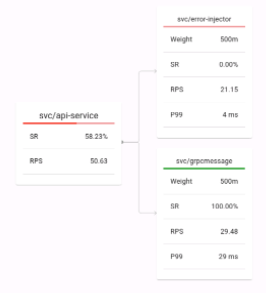 svc/error-injector
Weight 500m
SR 0.00%
RPS 21.15
P99 4 ms
svc/api-service
SR 58.23%
RPS 50.63
svc/grpcmessage
Weight 500m
SR 100.00%
RPS 29.48
P99 29 ms